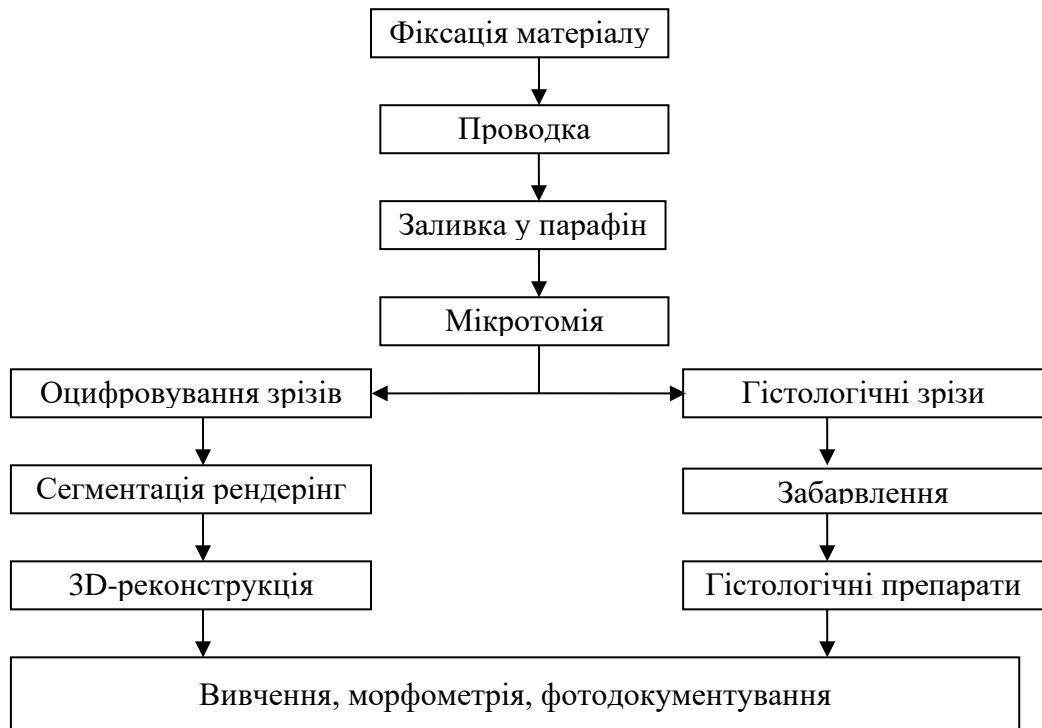 Фіксація матеріалу
Проводка
Заливка у парафін
Мікротомія
Оцифровування зрізів
Гістологічні зрізи
Сегментація рендерінг
Забарвлення
3D-реконструкція
Гістологічні препарати
Вивчення, морфометрія, фотодокументування